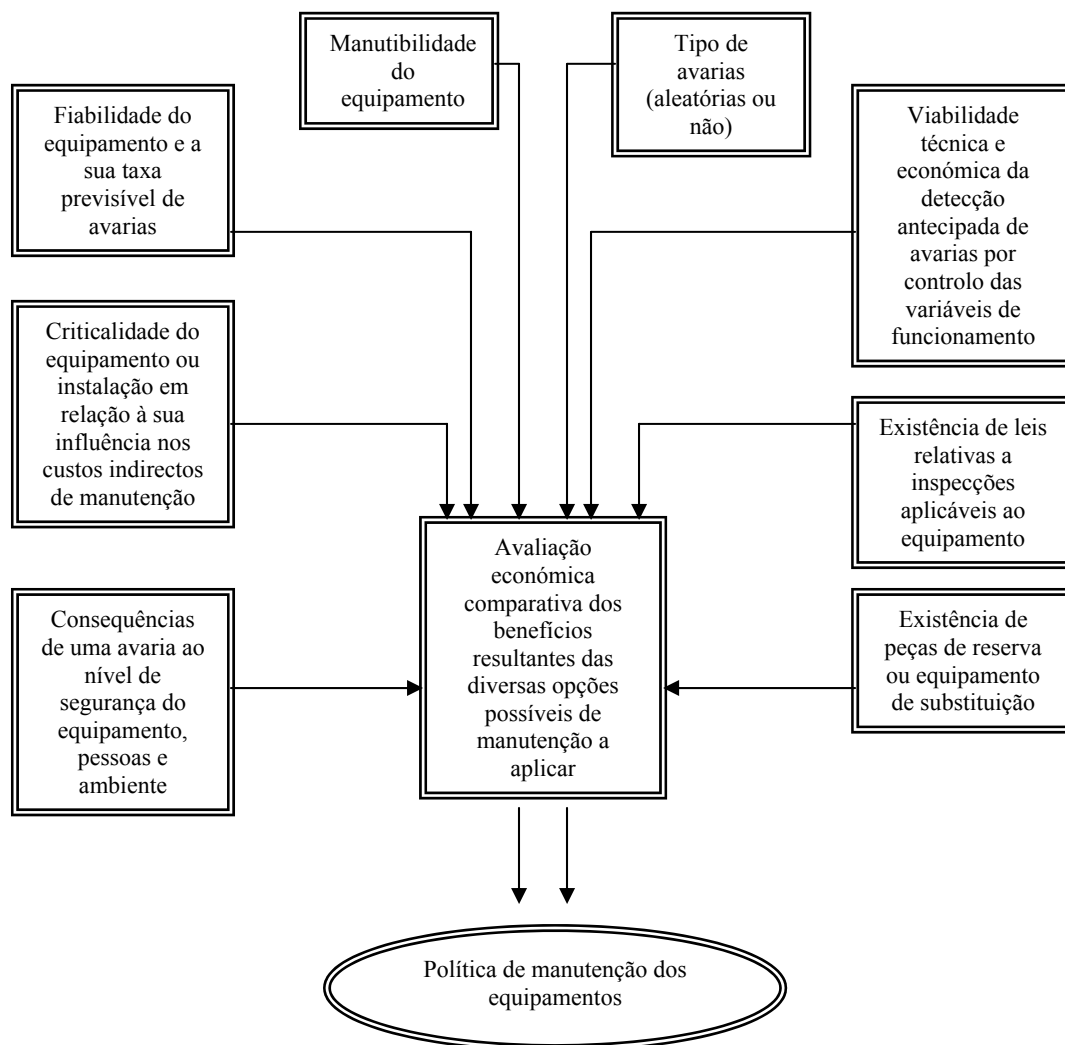 Manutibilidade
do
equipamento
Tipo de
avarias
(aleatórias ou
não)
Fiabilidade do
equipamento e a
sua taxa
previsível de
avarias
Viabilidade
técnica e
económica da
detecção
antecipada de
avarias por
controlo das
variáveis de
funcionamento
Criticalidade do
equipamento ou
instalação em
relação à sua
influência nos
custos indirectos
de manutenção
Existência de leis
relativas a
inspecções
aplicáveis ao
equipamento
Avaliação
económica
comparativa dos
benefícios
resultantes das
diversas opções
possíveis de
manutenção a
aplicar
Consequências
de uma avaria ao
nível de
segurança do
equipamento,
pessoas e
ambiente
Existência de
peças de reserva
ou equipamento
de substituição
Política de manutenção dos
equipamentos